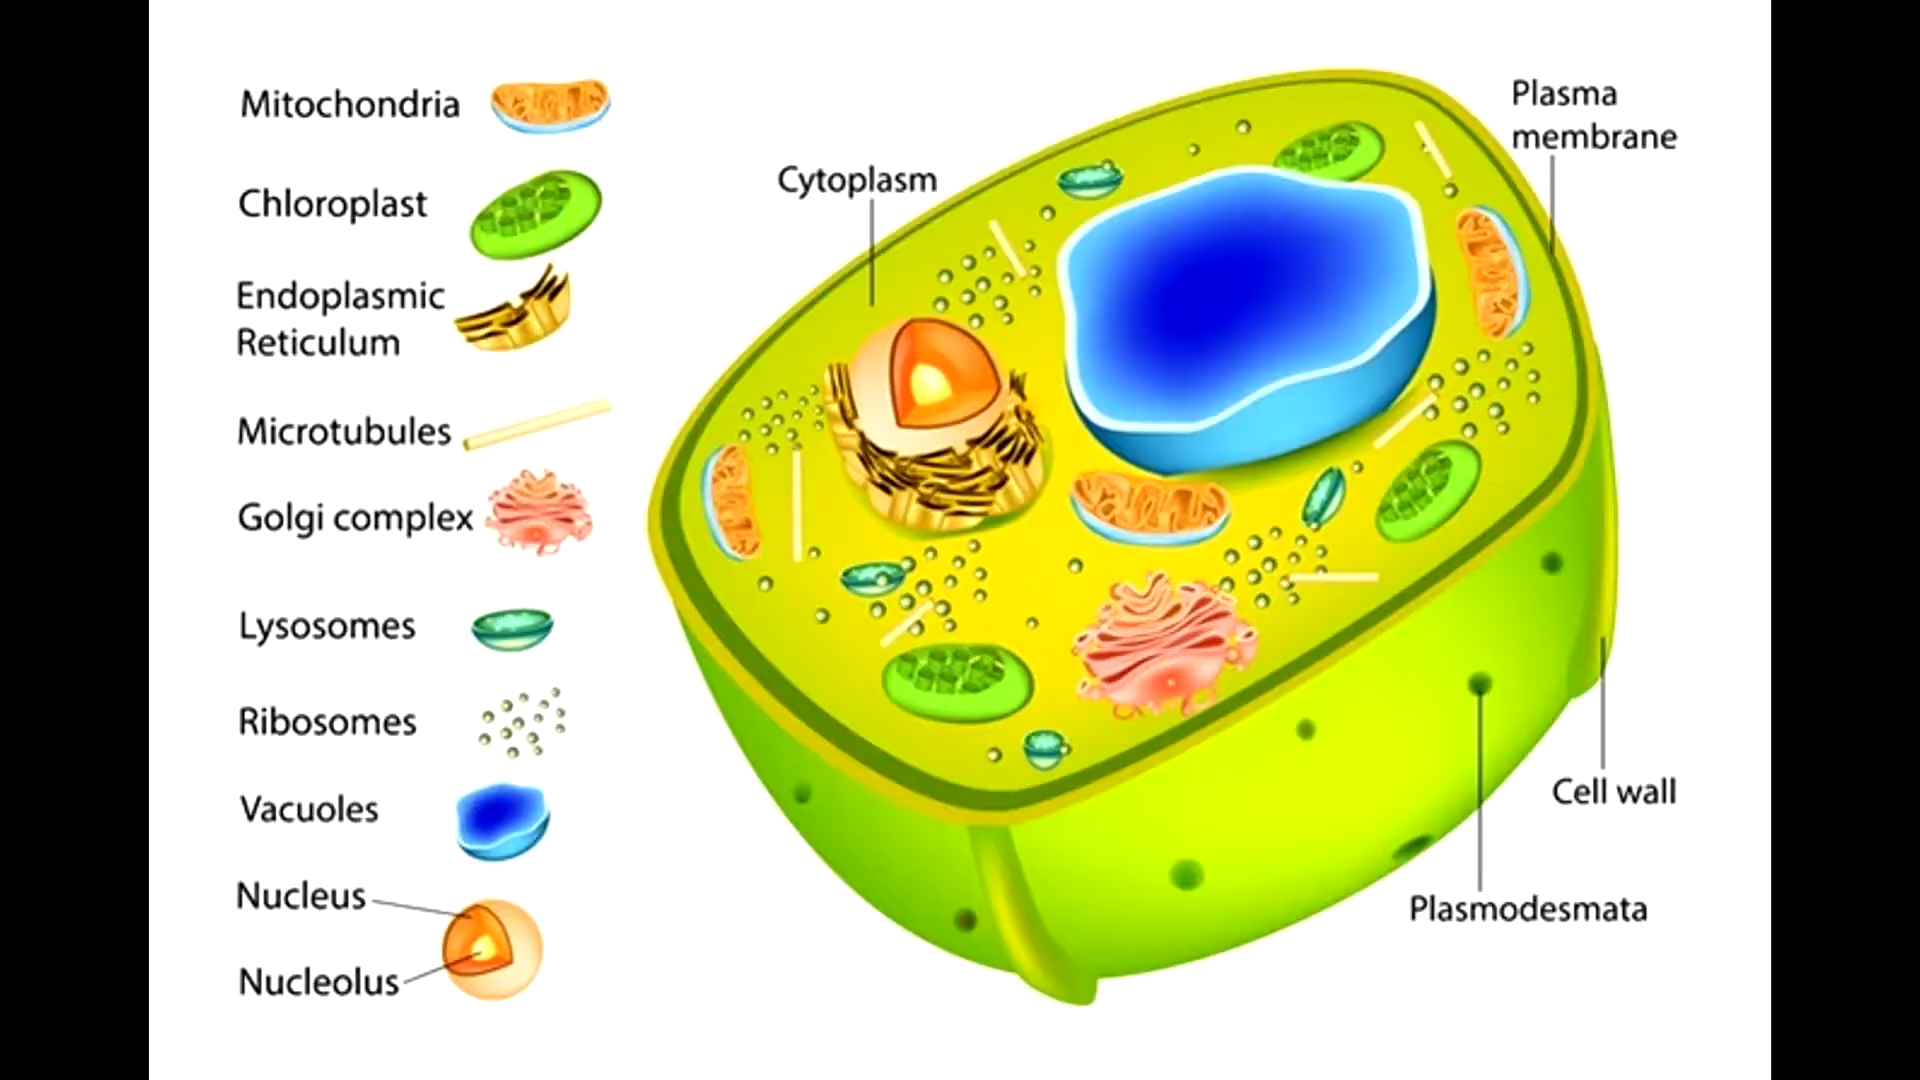 Mitochondria
Chloroplast
Endoplasmic
Reticulum
Microtubules
Golgi complex
Lysosomes
Ribosomes
Vacuoles
Nucleus
Nucleolus
Cytoplasm
Plasma
membrane
Cell wall
Plasmodesmata